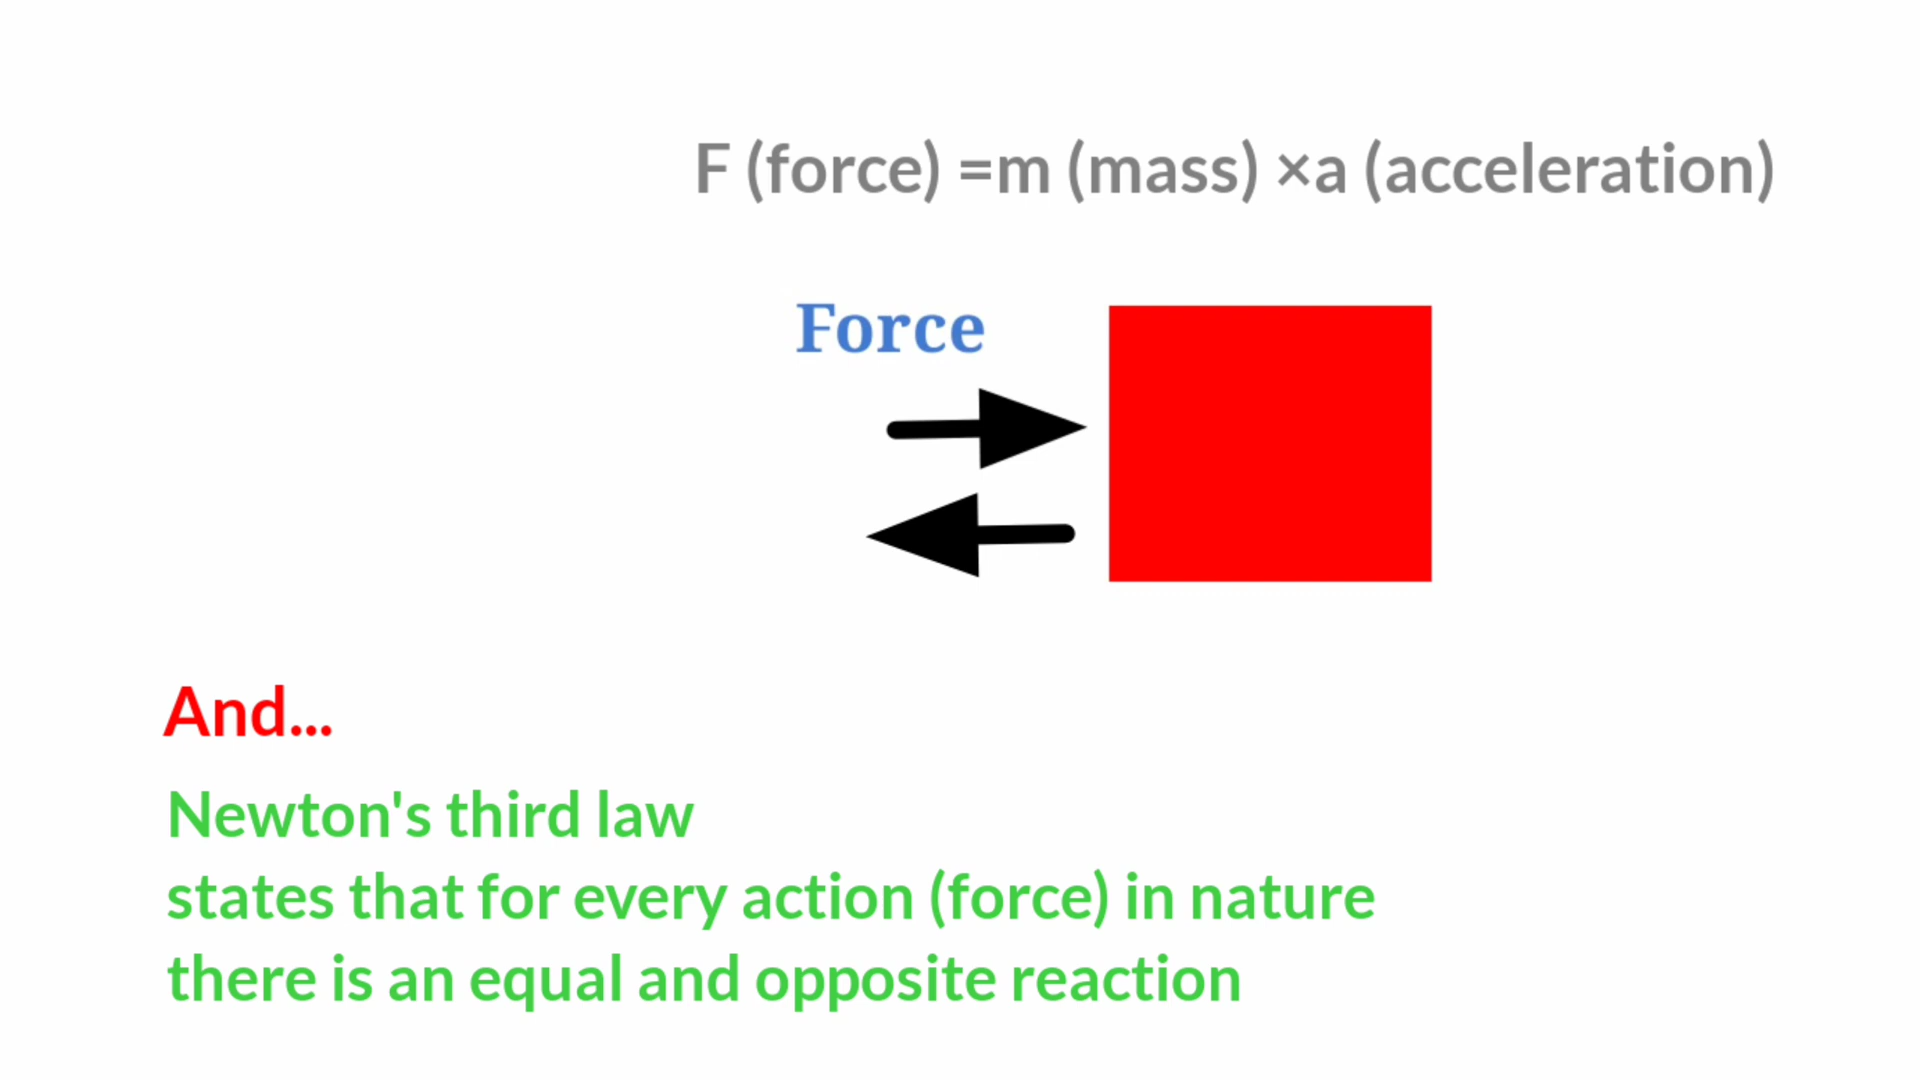 F (force) =m (mass) ×a (acceleration)
Force
And...
Newton's third law
states that for every action (force) in nature
there is an equal and opposite reaction